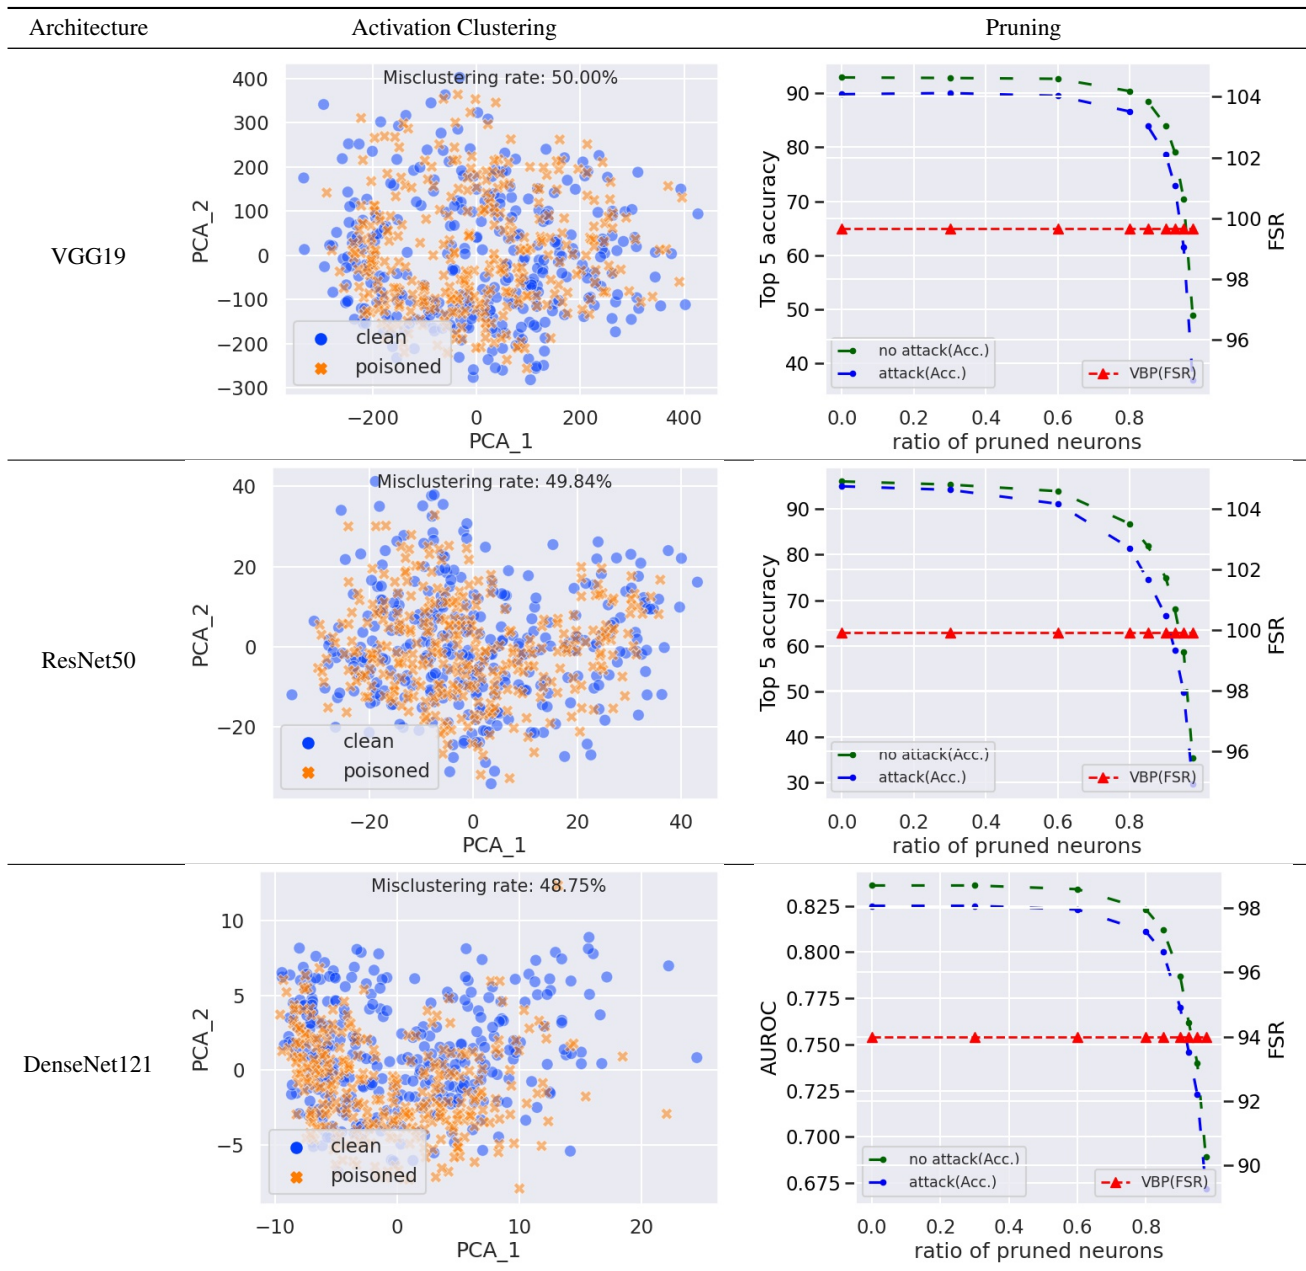 Architecture Activation Clustering Pruning
VGG19
Misclustering rate: 50.00%
400
300
200
100
0
−100
−200
−300
PCA_2
clean
poisoned
−200 0 200 400
PCA_1
90
80
70
60
50
40
Top 5 accuracy
104
102
100
98
96
FSR
no attack(Acc.)
attack(Acc.)
VBP(FSR)
0.0 0.2 0.4 0.6 0.8
ratio of pruned neurons
ResNet50
Misclustering rate: 49.84%
40
20
0
−20
PCA_2
clean
poisoned
−20 0 20 40
PCA_1
90
80
70
60
50
40
30
Top 5 accuracy
104
102
100
98
96
FSR
no attack(Acc.)
attack(Acc.)
VBP(FSR)
0.0 0.2 0.4 0.6 0.8
ratio of pruned neurons
DenseNet121
Misclustering rate: 48.75%
10
5
0
−5
PCA_2
clean
poisoned
−10 0 10 20
PCA_1
0.825
0.800
0.775
0.750
0.725
0.700
0.675
AUROC
98
96
94
92
90
FSR
no attack(Acc.)
attack(Acc.)
VBP(FSR)
0.0 0.2 0.4 0.6 0.8
ratio of pruned neurons